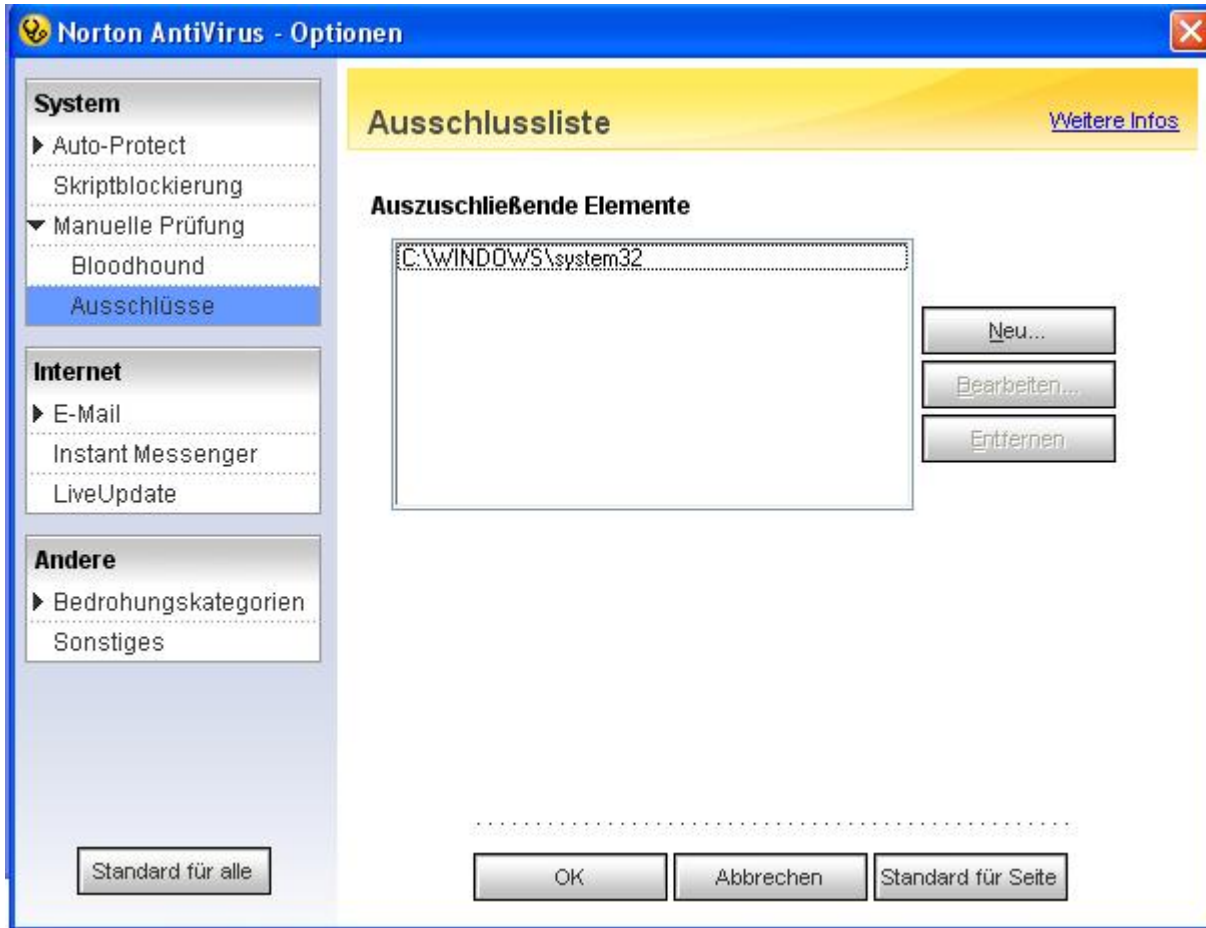 Norton AntiVirus - Optionen
System
Auto-Protect
Skriptblockierung
Manuelle Prüfung
Bloodhound
Ausschlüsse
Internet
E-Mail
Instant Messenger
LiveUpdate
Andere
Bedrohungskategorien
Sonstiges
Standard für alle
Ausschlussliste
Weitere Infos
Auszuschließende Elemente
C:\WINDOWS\system32
Neu...
Bearbeiten...
Entfernen
OK
Abbrechen
Standard für Seite